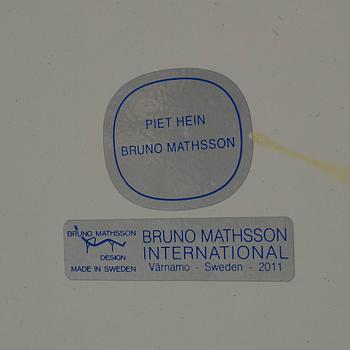 PIET HEIN
BRUNO MATHSSON
BRUNO MATHSSON
DESIGN
MADE IN SWEDEN
BRUNO MATHSSON
INTERNATIONAL
Värnamo - Sweden - 2011